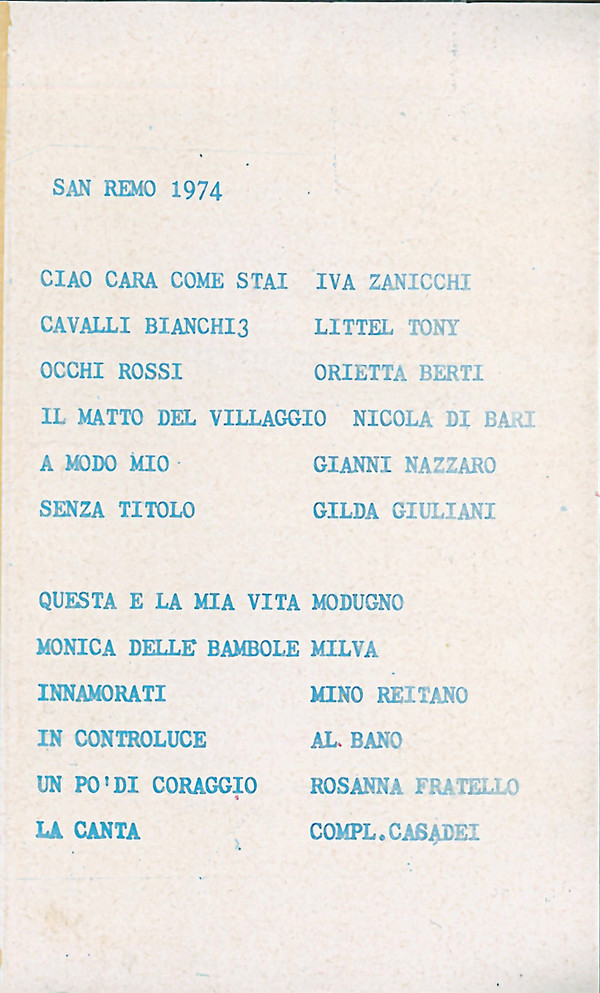 SAN REMO 1974
CIAO CARA COME STAI IVA ZANICCHI
CAVALLI BIANCHI3 LITTEL TONY
OCCHI ROSSI ORIETTA BERTI
IL MATTO DEL VILLAGGIO NICOLA DI BARI
A MODO MIO GIANNI NAZZARO
SENZA TITOLO GILDA GIULIANI
QUESTA E LA MIA VITA MODUGNO
MONICA DELLE BAMBOLE MILVA
INNAMORATI MINO REITANO
IN CONTROLUCE AL. BANO
UN PO'DI CORAGGIO ROSANNA FRATELLO
LA CANTA COMPL.CASADEI